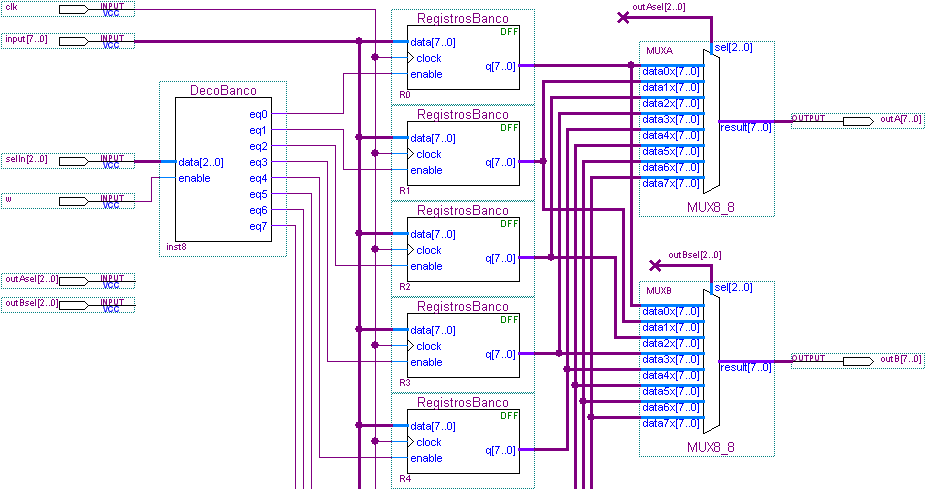 clk INPUT VCC
input[7..0] INPUT VCC
DecoBanco
data[2..0]
enable
eq0
eq1
eq2
eq3
eq4
eq5
eq6
eq7
inst8
selIn[2..0] INPUT VCC
w INPUT VCC
outAsel[2..0] INPUT VCC
outBsel[2..0] INPUT VCC
RegistrosBanco
DFF
data[7..0]
clock
enable
q[7..0]
R0
RegistrosBanco
DFF
data[7..0]
clock
enable
q[7..0]
R1
RegistrosBanco
DFF
data[7..0]
clock
enable
q[7..0]
R2
RegistrosBanco
DFF
data[7..0]
clock
enable
q[7..0]
R3
RegistrosBanco
DFF
data[7..0]
clock
enable
q[7..0]
R4
outAsel[2..0]
MUXA
sel[2..0]
data0x[7..0]
data1x[7..0]
data2x[7..0]
data3x[7..0]
data4x[7..0]
data5x[7..0]
data6x[7..0]
data7x[7..0]
result[7..0]
MUX8_8
OUTPUT outA[7..0]
outBsel[2..0]
MUXB
sel[2..0]
data0x[7..0]
data1x[7..0]
data2x[7..0]
data3x[7..0]
data4x[7..0]
data5x[7..0]
data6x[7..0]
data7x[7..0]
result[7..0]
MUX8_8
OUTPUT outB[7..0]